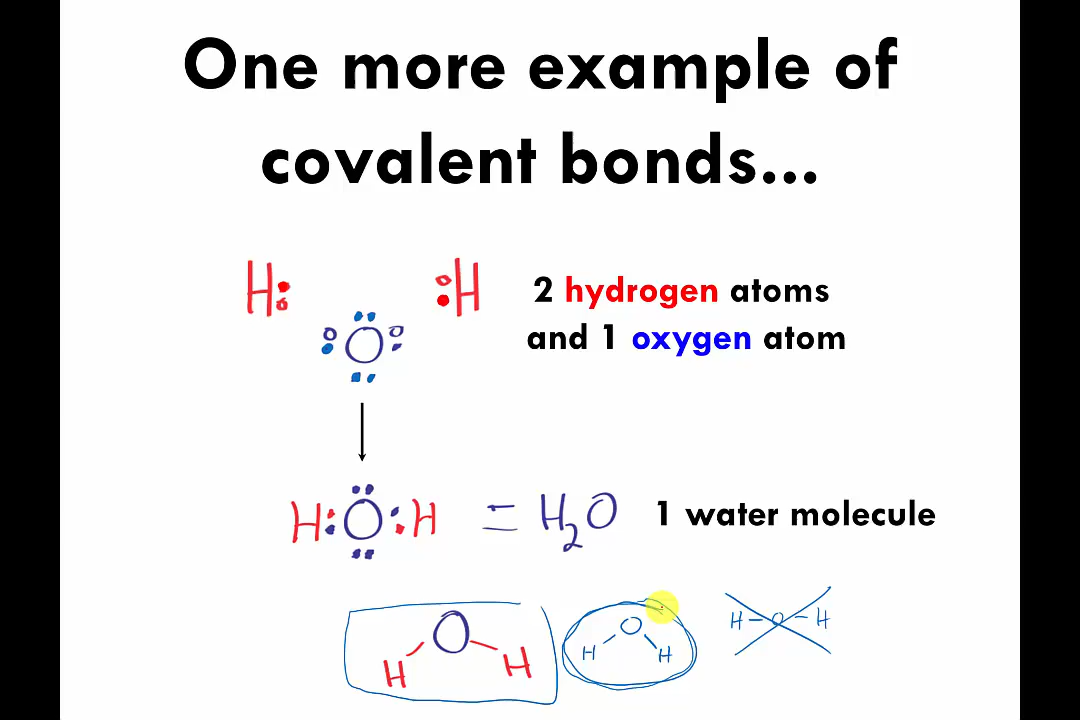 One more example of
covalent bonds...
H: :H
2 hydrogen atoms
O
and 1 oxygen atom
H:O:H = H₂O
1 water molecule
O
H H
O
H H
H–O–H